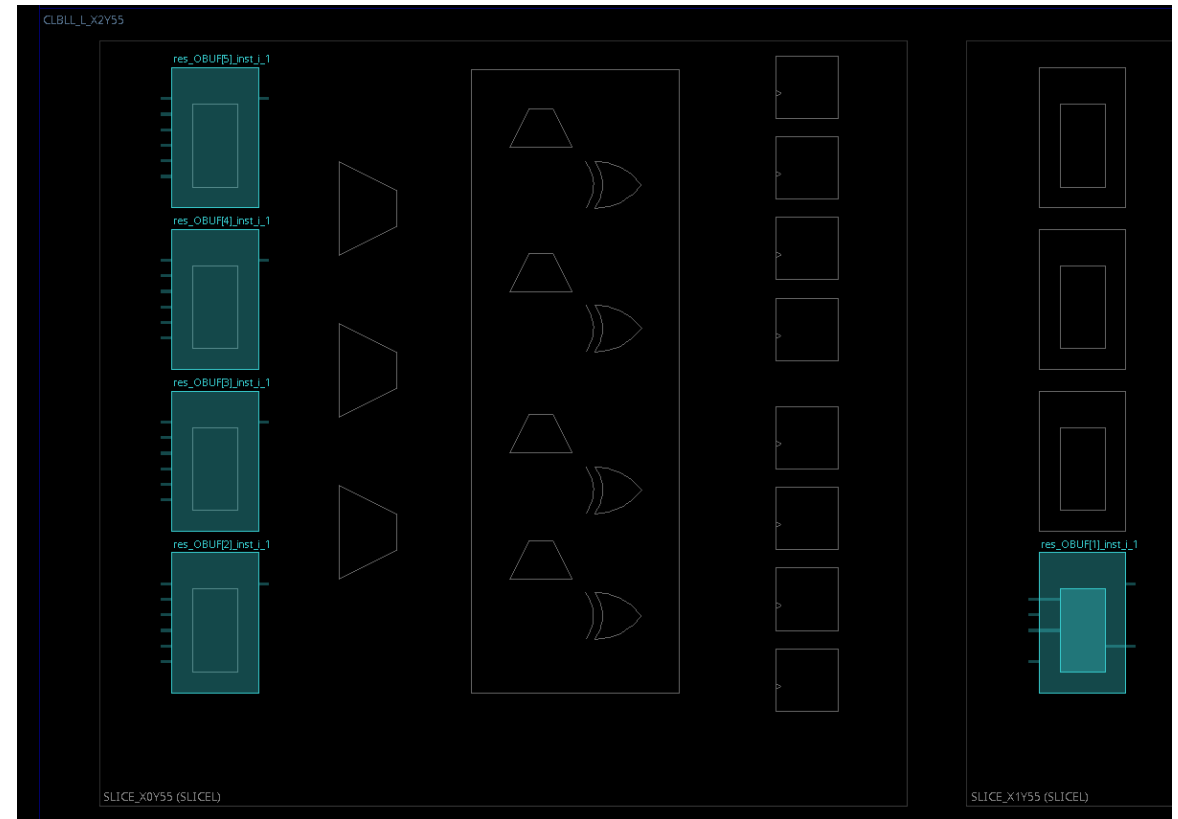 CLBLL_L_X2Y55
res_OBUF[5]_inst_i_1
res_OBUF[4]_inst_i_1
res_OBUF[3]_inst_i_1
res_OBUF[2]_inst_i_1
res_OBUF[1]_inst_i_1
SLICE_X0Y55 (SLICEL)
SLICE_X1Y55 (SLICEL)